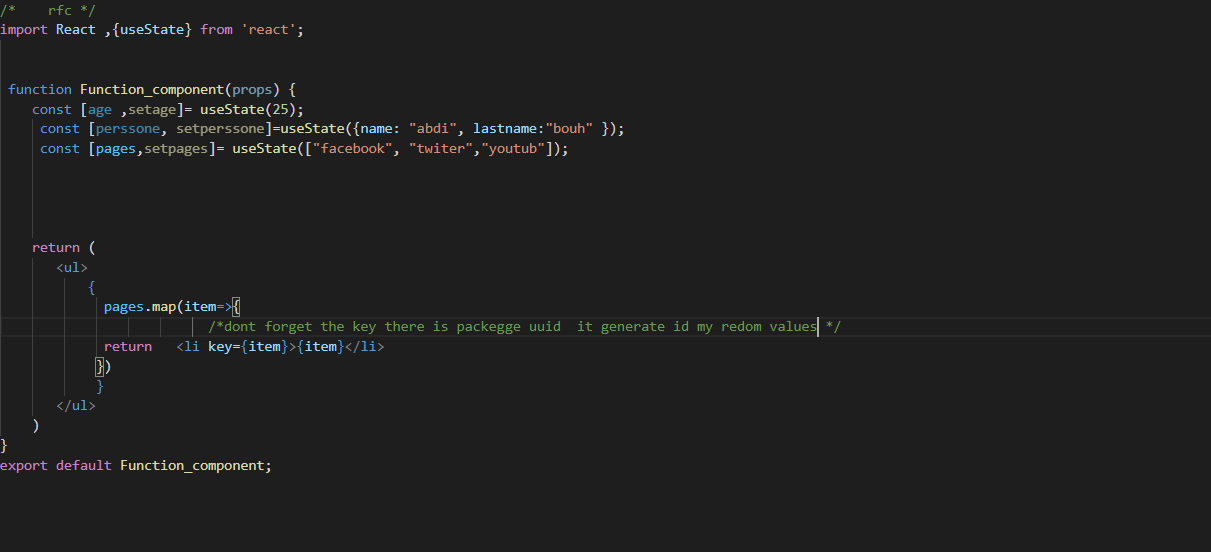 /*    rfc */
import React ,{useState} from 'react';
function Function_component(props) {
const [age ,setage]= useState(25);
const [perssone, setperssone]=useState({name: "abdi", lastname:"bouh" });
const [pages,setpages]= useState(["facebook", "twiter","youtub"]);
return (
<ul>
{
pages.map(item=>{
/*dont forget the key there is packegge uuid  it generate id my redom values */
return   <li key={item}>{item}</li>
})
}
</ul>
)
}
export default Function_component;